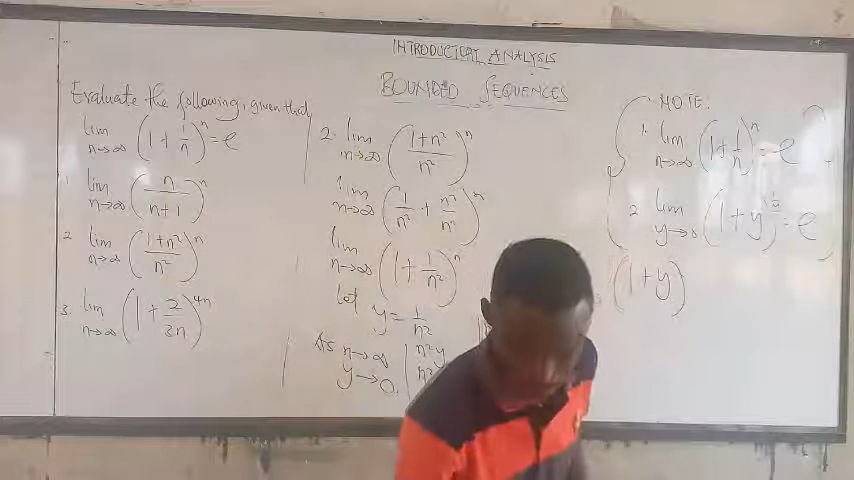 INTRODUCTORY ANALYSIS
BOUNDED SEQUENCES
Evaluate the following, given that
lim n→∞ (1 + 1/n)^n = e
1. lim n→∞ (n/(n+1))^n
2. lim n→∞ ((1+n²)/n²)^n
3. lim n→∞ (1 + 2/3n)^4n
2. lim n→∞ ((1+n²)/n²)^n
lim n→∞ (1/n² + n²/n²)^n
lim n→∞ (1 + 1/n²)^n
let y = 1/n²
As n→∞
y→0
n²y
n²
NOTE:
1. lim n→∞ (1 + 1/n)^n = e
2. lim y→0 (1 + y)^1/y = e
(1 + y)